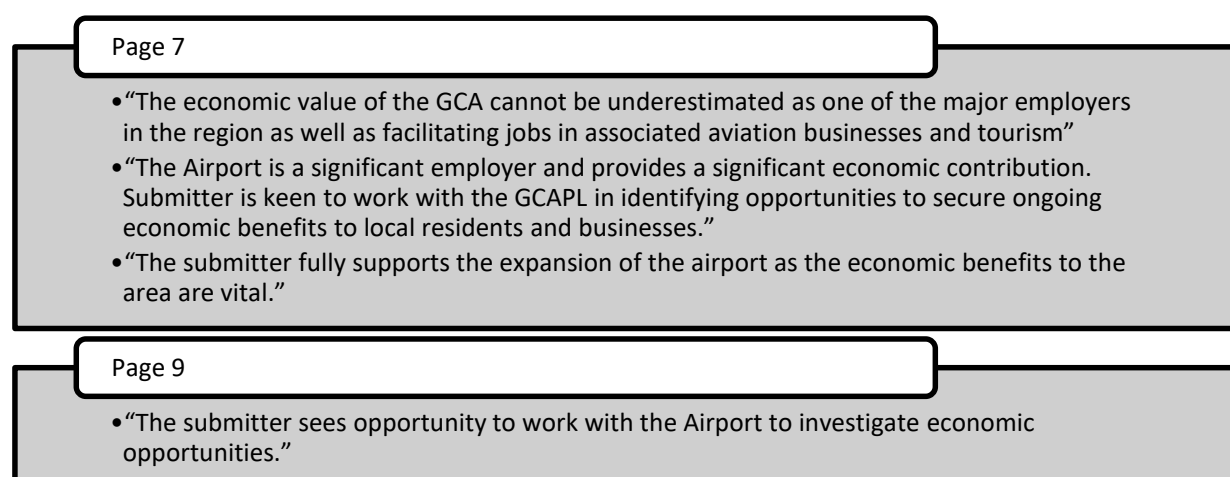 Page 7
•“The economic value of the GCA cannot be underestimated as one of the major employers
in the region as well as facilitating jobs in associated aviation businesses and tourism”
•“The Airport is a significant employer and provides a significant economic contribution.
Submitter is keen to work with the GCAPL in identifying opportunities to secure ongoing
economic benefits to local residents and businesses.”
•“The submitter fully supports the expansion of the airport as the economic benefits to the
area are vital.”
Page 9
•“The submitter sees opportunity to work with the Airport to investigate economic
opportunities.”